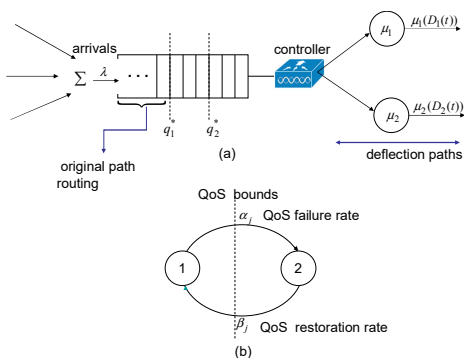 arrivals
Σ λ
• • •
q₁* q₂*
original path
routing
(a)
controller
μ₁
μ₁(D₁(t))
μ₂
μ₂(D₂(t))
deflection paths
QoS bounds
αⱼ QoS failure rate
1 2
βⱼ QoS restoration rate
(b)